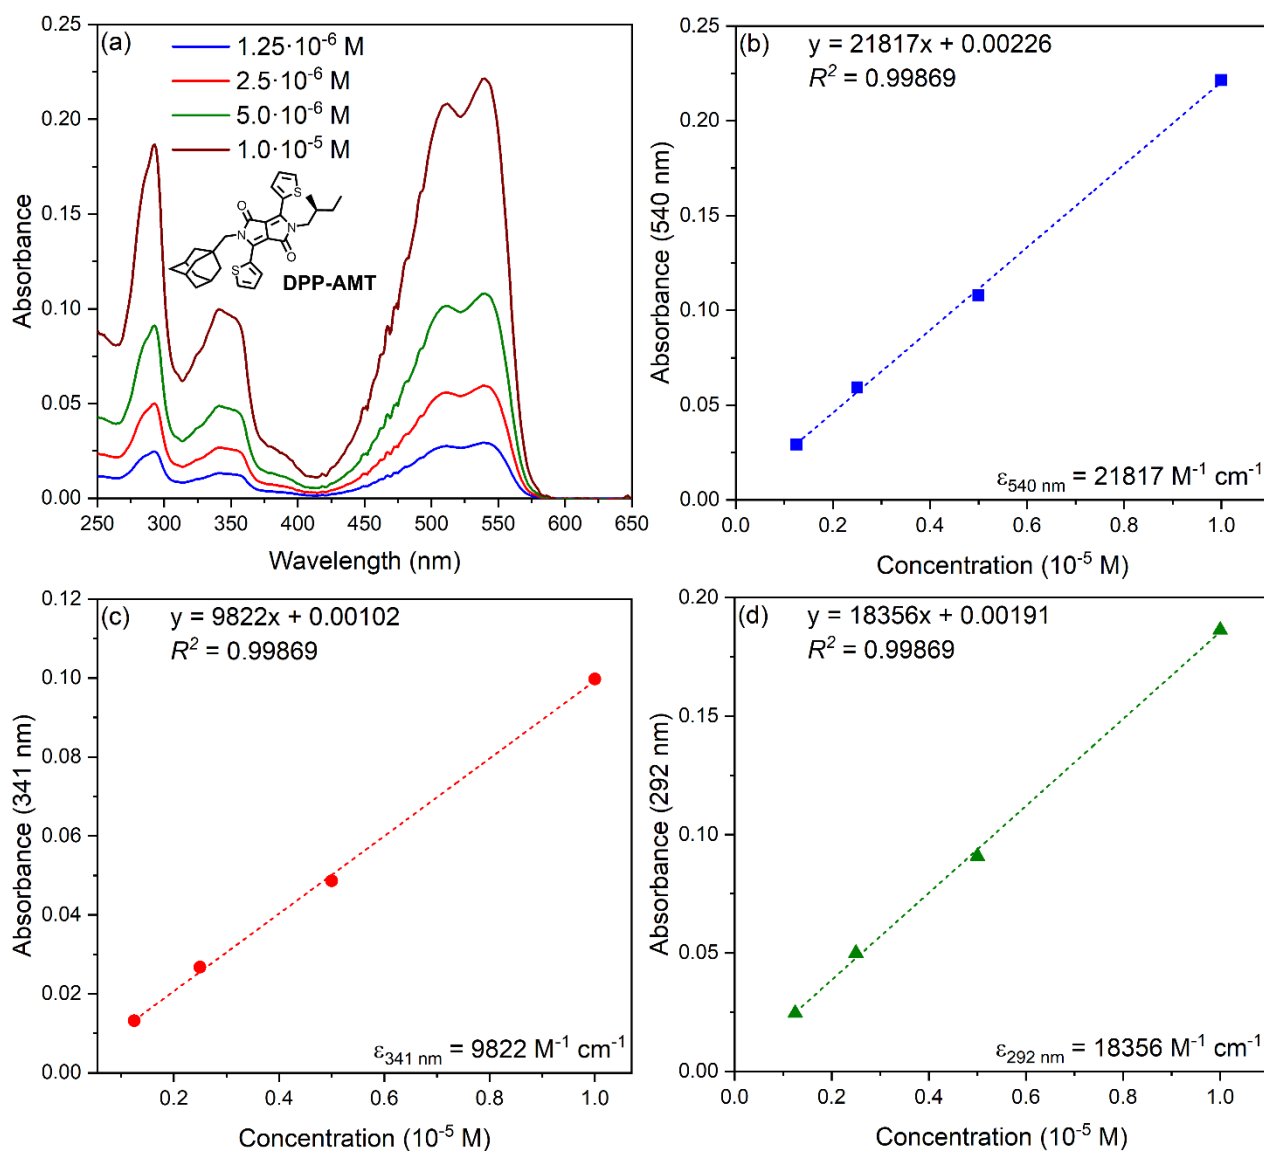 (a)
1.25·10⁻⁶ M
2.5·10⁻⁶ M
5.0·10⁻⁶ M
1.0·10⁻⁵ M
S
O
N
N
O
S
DPP-AMT
Absorbance
0.25
0.20
0.15
0.10
0.05
0.00
250 300 350 400 450 500 550 600 650
Wavelength (nm)
(b)
y = 21817x + 0.00226
R² = 0.99869
ε₅₄₀ ₙₘ = 21817 M⁻¹ cm⁻¹
Absorbance (540 nm)
0.25
0.20
0.15
0.10
0.05
0.00
0.0 0.2 0.4 0.6 0.8 1.0
Concentration (10⁻⁵ M)
(c)
y = 9822x + 0.00102
R² = 0.99869
ε₃₄₁ ₙₘ = 9822 M⁻¹ cm⁻¹
Absorbance (341 nm)
0.12
0.10
0.08
0.06
0.04
0.02
0.00
0.2 0.4 0.6 0.8 1.0
Concentration (10⁻⁵ M)
(d)
y = 18356x + 0.00191
R² = 0.99869
ε₂₉₂ ₙₘ = 18356 M⁻¹ cm⁻¹
Absorbance (292 nm)
0.20
0.15
0.10
0.05
0.00
0.0 0.2 0.4 0.6 0.8 1.0
Concentration (10⁻⁵ M)